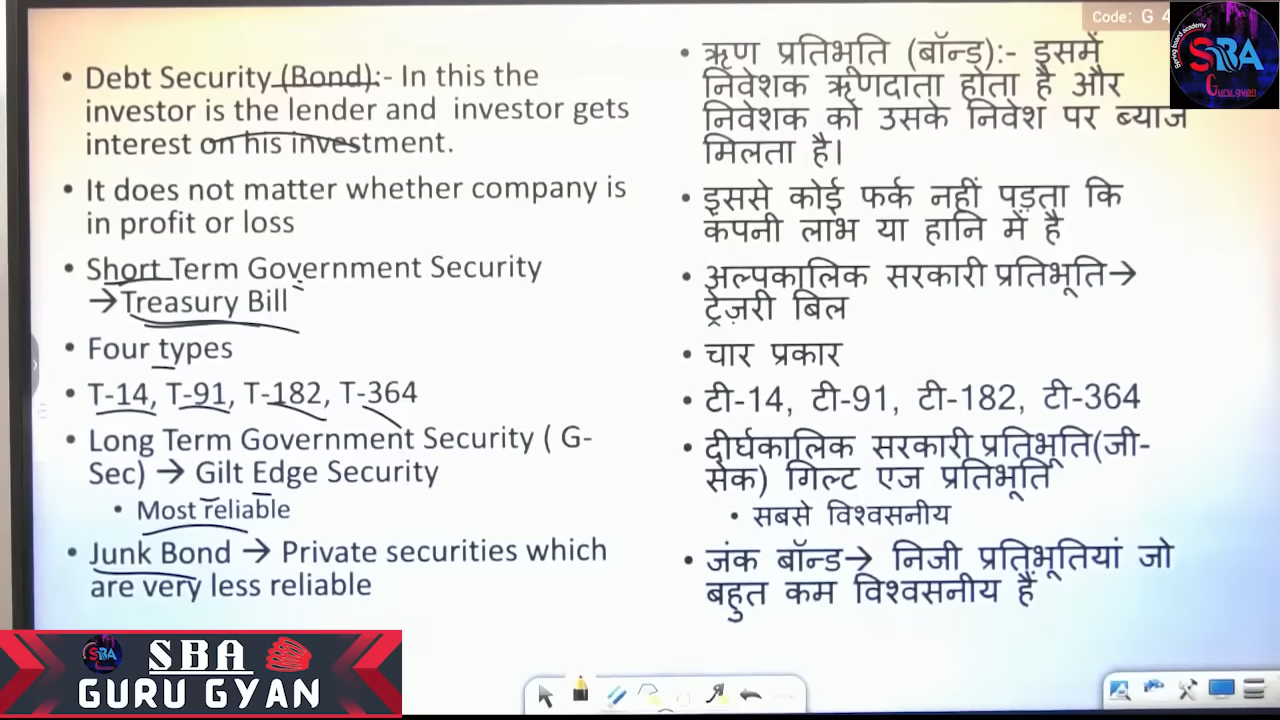 Code: G 4
• Debt Security (Bond):- In this the
investor is the lender and investor gets
interest on his investment.
• It does not matter whether company is
in profit or loss
• Short Term Government Security
→Treasury Bill
• Four types
• T-14, T-91, T-182, T-364
• Long Term Government Security ( G-
Sec) → Gilt Edge Security
• Most reliable
• Junk Bond → Private securities which
are very less reliable
• ऋण प्रतिभूति (बॉन्ड):- इसमें
निवेशक ऋणदाता होता है और
निवेशक को उसके निवेश पर ब्याज
मिलता है।
• इससे कोई फर्क नहीं पड़ता कि
कंपनी लाभ या हानि में है
• अल्पकालिक सरकारी प्रतिभूति→
ट्रेज़री बिल
• चार प्रकार
• टी-14, टी-91, टी-182, टी-364
• दीर्घकालिक सरकारी प्रतिभूति(जी-
सेक) गिल्ट एज प्रतिभूति
• सबसे विश्वसनीय
• जंक बॉन्ड→ निजी प्रतिभूतियां जो
बहुत कम विश्वसनीय हैं
SBA
Guru gyan
SBA
SBA
GURU GYAN